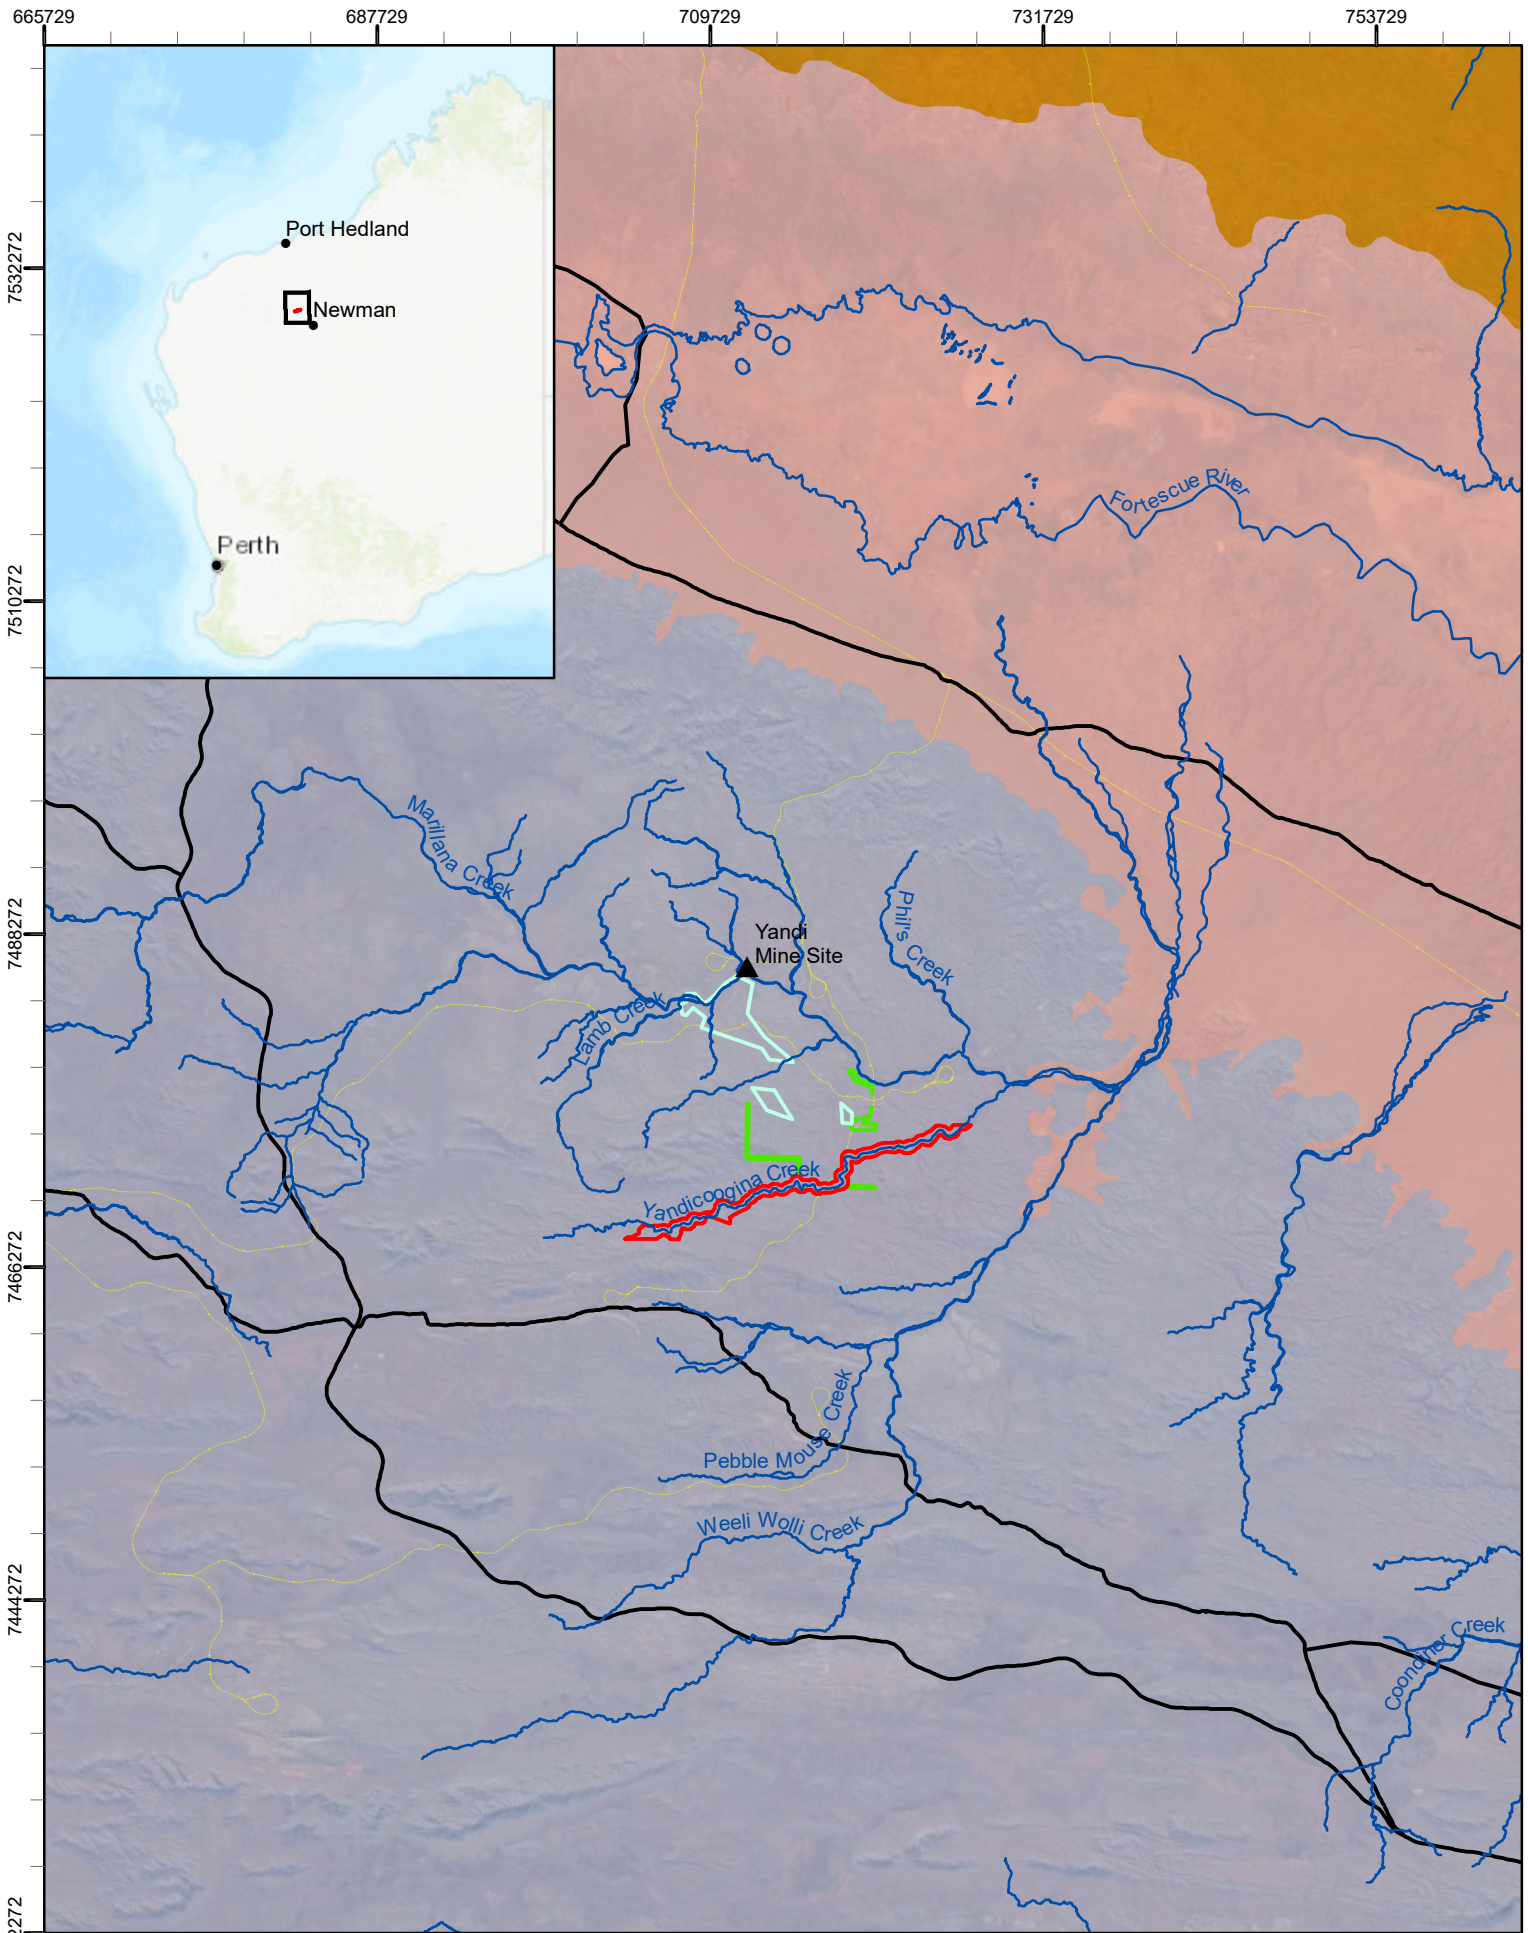 665729
687729
709729
731729
753729
7532272
7510272
7488272
7466272
7444272
2272
Port Hedland
Newman
Perth
Fortescue River
Marillana Creek
Phil's Creek
Yandi
Mine Site
Lamb Creek
Yandicoogina Creek
Pebble Mouse Creek
Weeli Wolli Creek
Coondiner Creek